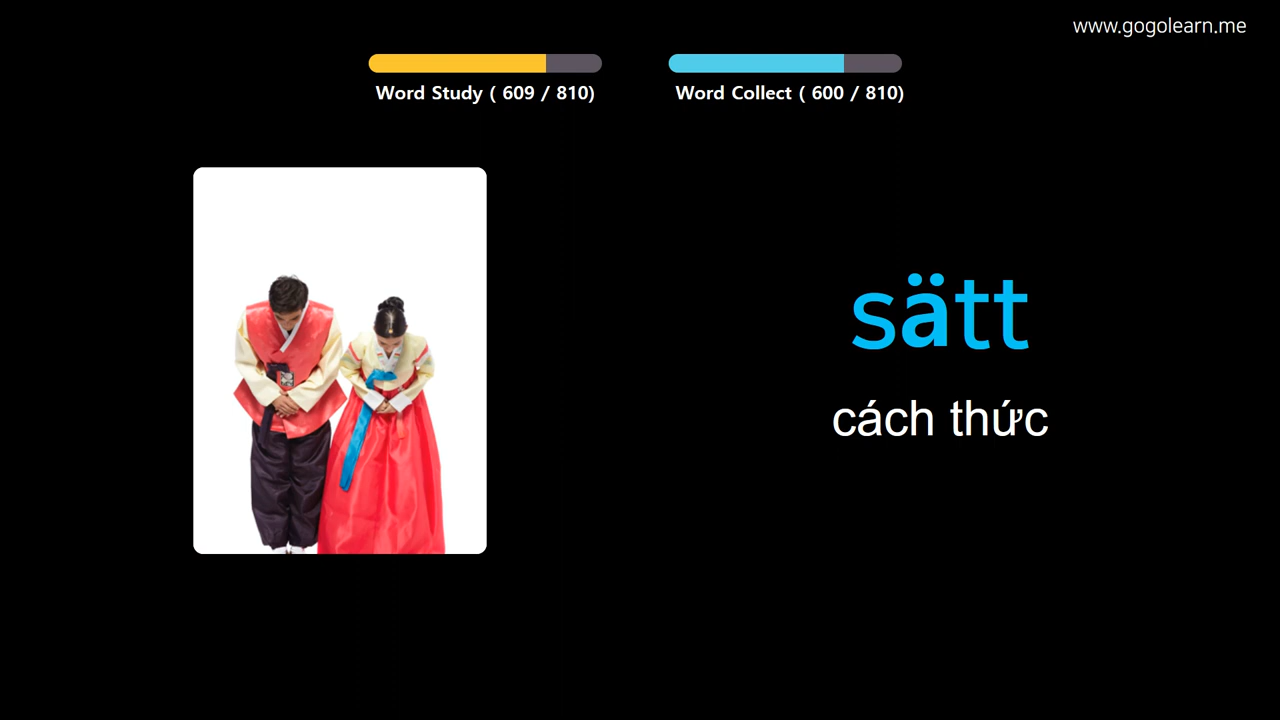 www.gogolearn.me
Word Study ( 609 / 810)
Word Collect ( 600 / 810)
sätt
cách thức